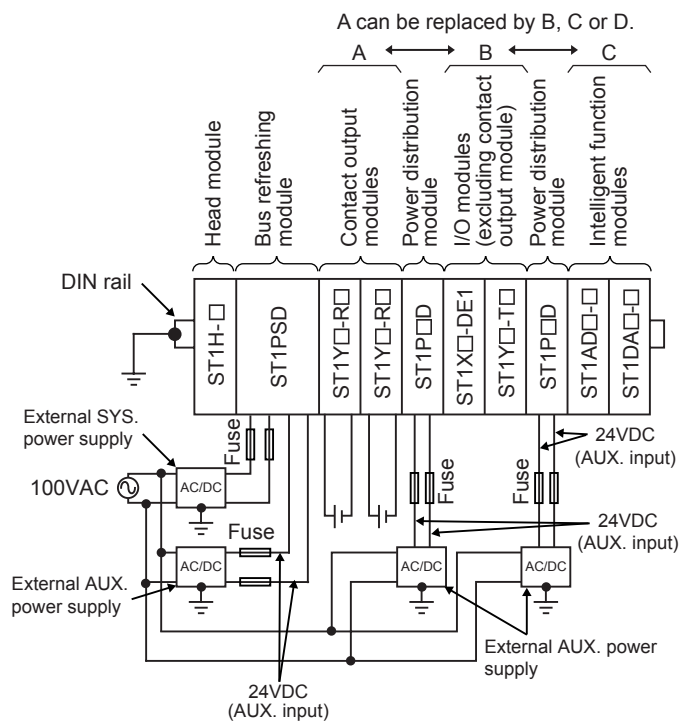 A can be replaced by B, C or D.
A
B
C
Head module
Bus refreshing
module
Contact output
modules
Power distribution
module
I/O modules
(excluding contact
output module)
Power distribution
module
Intelligent function
modules
DIN rail
ST1H-□
ST1PSD
ST1Y□-R□
ST1Y□-R□
ST1P□D
ST1X□-DE1
ST1Y□-T□
ST1P□D
ST1AD□-□
ST1DA□-□
External SYS.
power supply
Fuse
100VAC
AC/DC
Fuse
Fuse
24VDC
(AUX. input)
Fuse
24VDC
(AUX. input)
External AUX.
power supply
AC/DC
AC/DC
AC/DC
External AUX. power
supply
24VDC
(AUX. input)